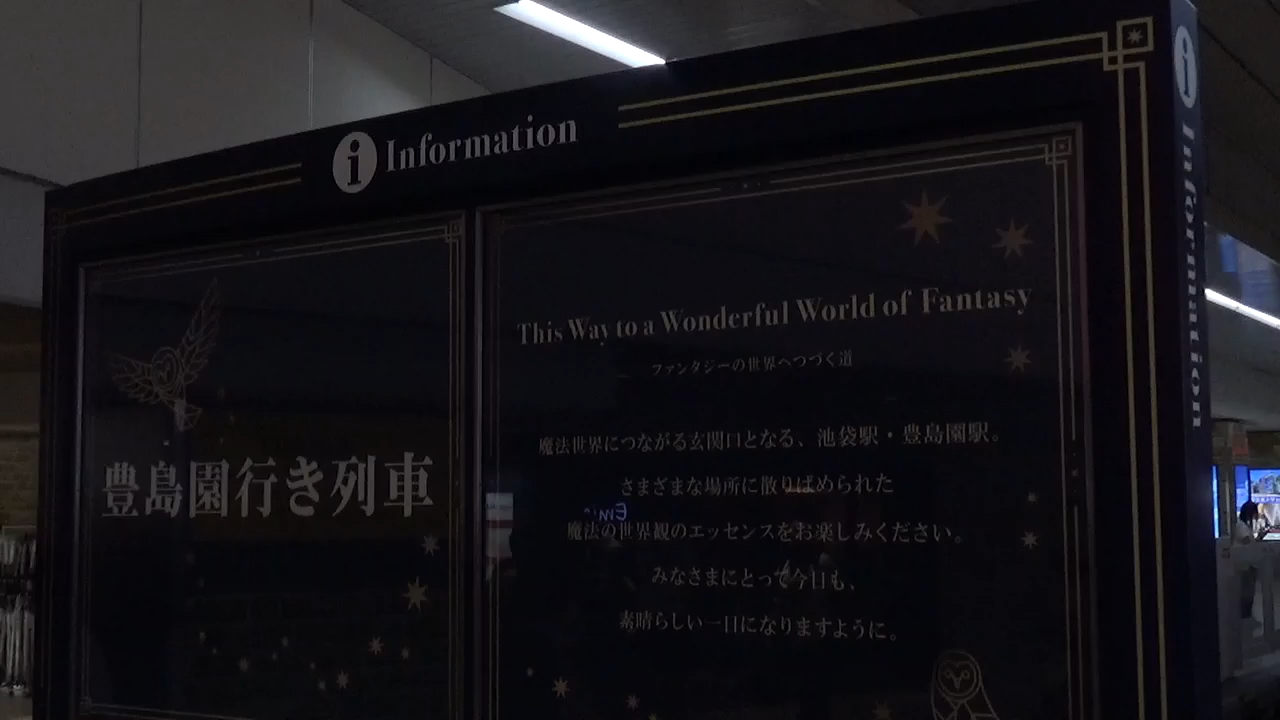 i Information
豊島園行き列車
This Way to a Wonderful World of Fantasy
ファンタジーの世界へつづく道
魔法世界につながる玄関口となる、池袋駅・豊島園駅。
さまざまな場所に散りばめられた
魔法の世界観のエッセンスをお楽しみください。
みなさまにとって今日も、
素晴らしい一日になりますように。
i Information